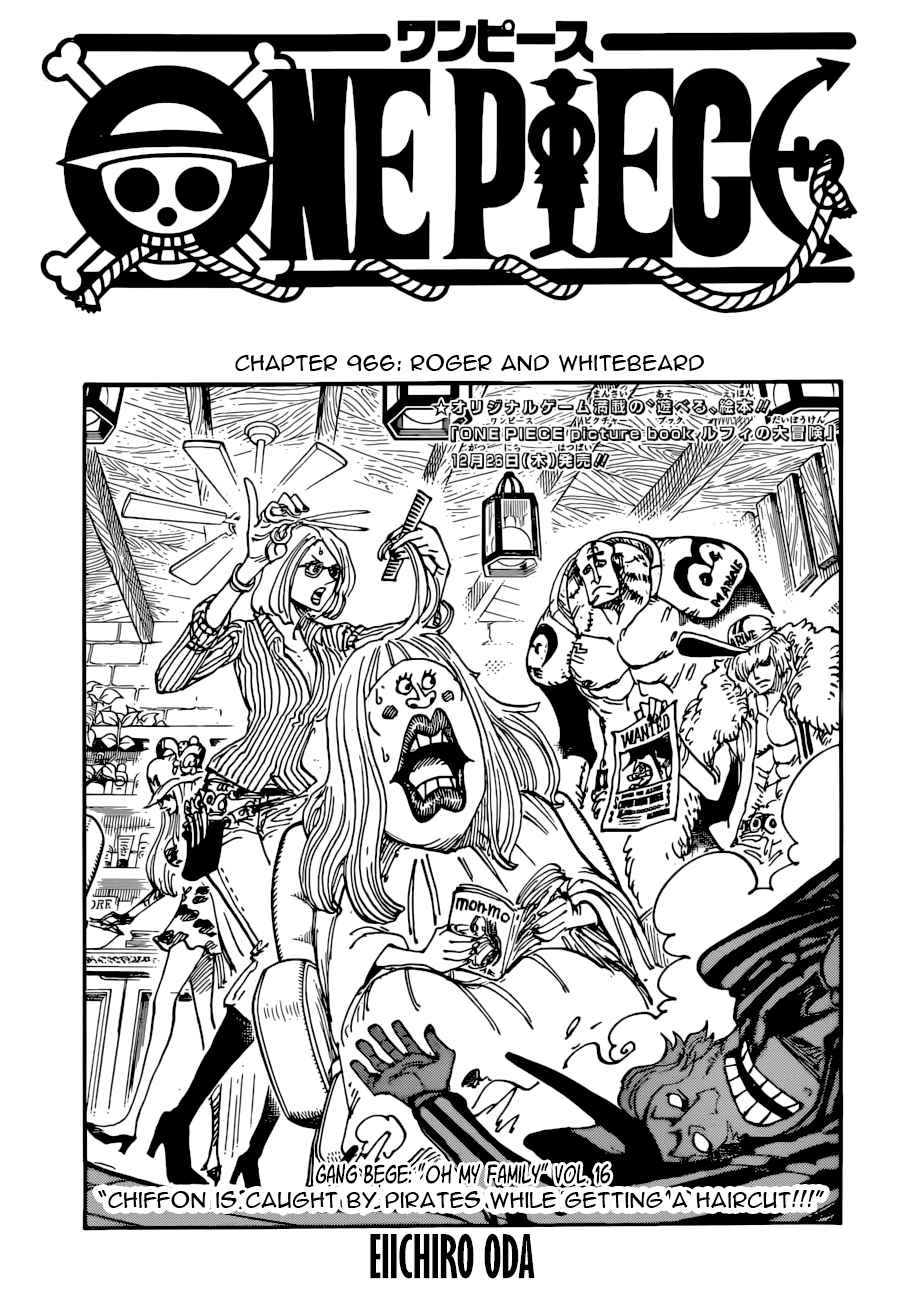 ワンピース
ONE PIECE
CHAPTER 966: ROGER AND WHITEBEARD
★オリジナルゲーム満載の〝遊べる〟絵本!!
「ONE PIECE picture book ルフィの大冒険」
12月26日(木)発売!!
MARINE
WANTED
mon-mo
ORE
GANG BEGE: "OH MY FAMILY" VOL. 16
"CHIFFON IS CAUGHT BY PIRATES WHILE GETTING A HAIRCUT!!!"
EIICHIRO ODA